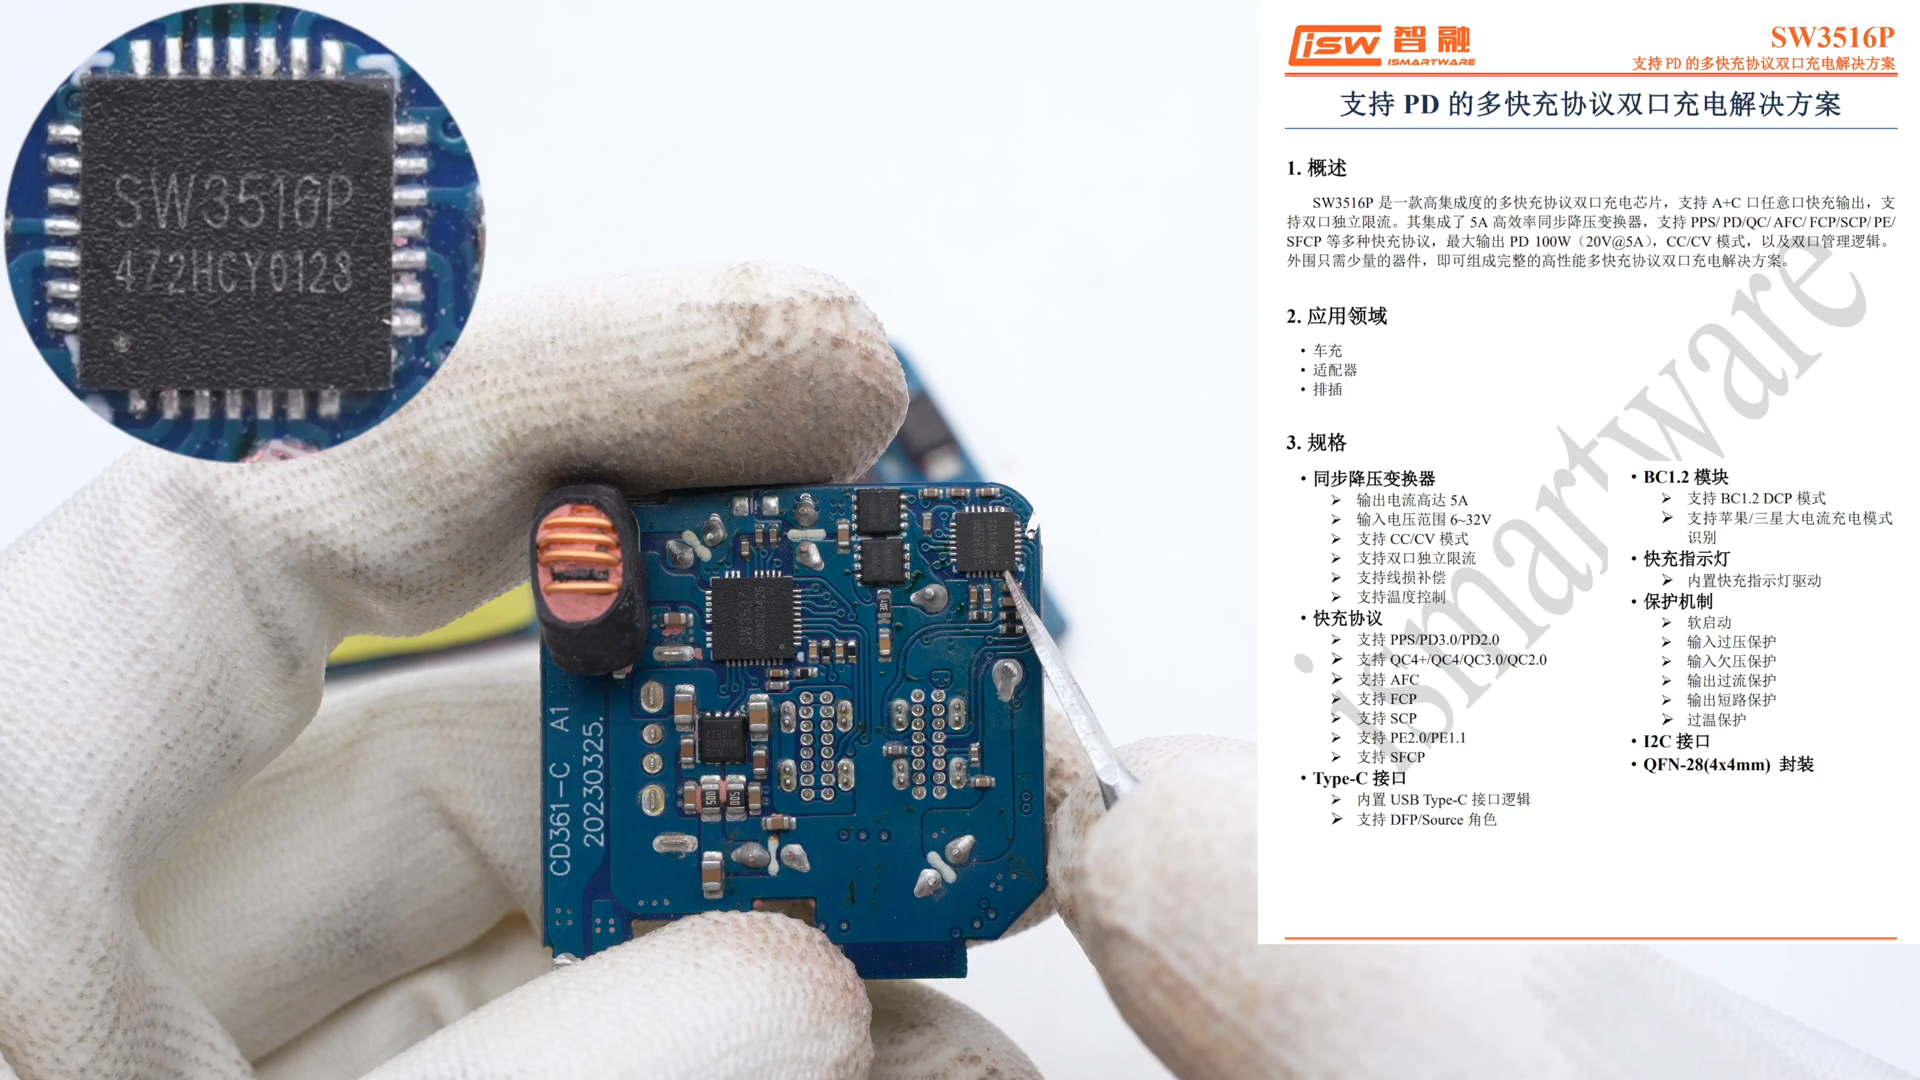 SW3516P
4Z2HCY0128
isw 智融
iSMARTWARE
SW3516P
支持 PD 的多快充协议双口充电解决方案
支持 PD 的多快充协议双口充电解决方案
1. 概述
SW3516P 是一款高集成度的多快充协议双口充电芯片，支持 A+C 口任意口快充输出，支
持双口独立限流。其集成了 5A 高效率同步降压变换器，支持 PPS/ PD/QC/ AFC/ FCP/SCP/ PE/
SFCP 等多种快充协议，最大输出 PD 100W（20V@5A），CC/CV 模式，以及双口管理逻辑。
外围只需少量的器件，即可组成完整的高性能多快充协议双口充电解决方案。
2. 应用领域
• 车充
• 适配器
• 排插
3. 规格
• 同步降压变换器
➢ 输出电流高达 5A
➢ 输入电压范围 6~32V
➢ 支持 CC/CV 模式
➢ 支持双口独立限流
➢ 支持线损补偿
➢ 支持温度控制
• 快充协议
➢ 支持 PPS/PD3.0/PD2.0
➢ 支持 QC4+/QC4/QC3.0/QC2.0
➢ 支持 AFC
➢ 支持 FCP
➢ 支持 SCP
➢ 支持 PE2.0/PE1.1
➢ 支持 SFCP
• Type-C 接口
➢ 内置 USB Type-C 接口逻辑
➢ 支持 DFP/Source 角色
• BC1.2 模块
➢ 支持 BC1.2 DCP 模式
➢ 支持苹果/三星大电流充电模式
识别
• 快充指示灯
➢ 内置快充指示灯驱动
• 保护机制
➢ 软启动
➢ 输入过压保护
➢ 输入欠压保护
➢ 输出过流保护
➢ 输出短路保护
➢ 过温保护
• I2C 接口
• QFN-28(4x4mm) 封装
ismartware
SW3537
SW3516P
CD361-C A1
20230325.